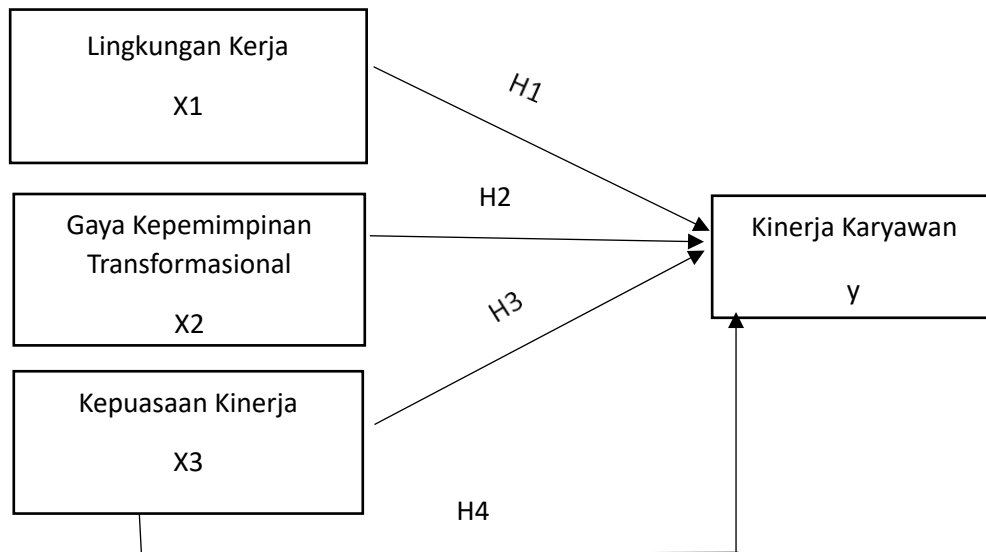 Lingkungan Kerja
X1
H1
Gaya Kepemimpinan
Transformasional
X2
H2
Kinerja Karyawan
y
Kepuasaan Kinerja
X3
H3
H4